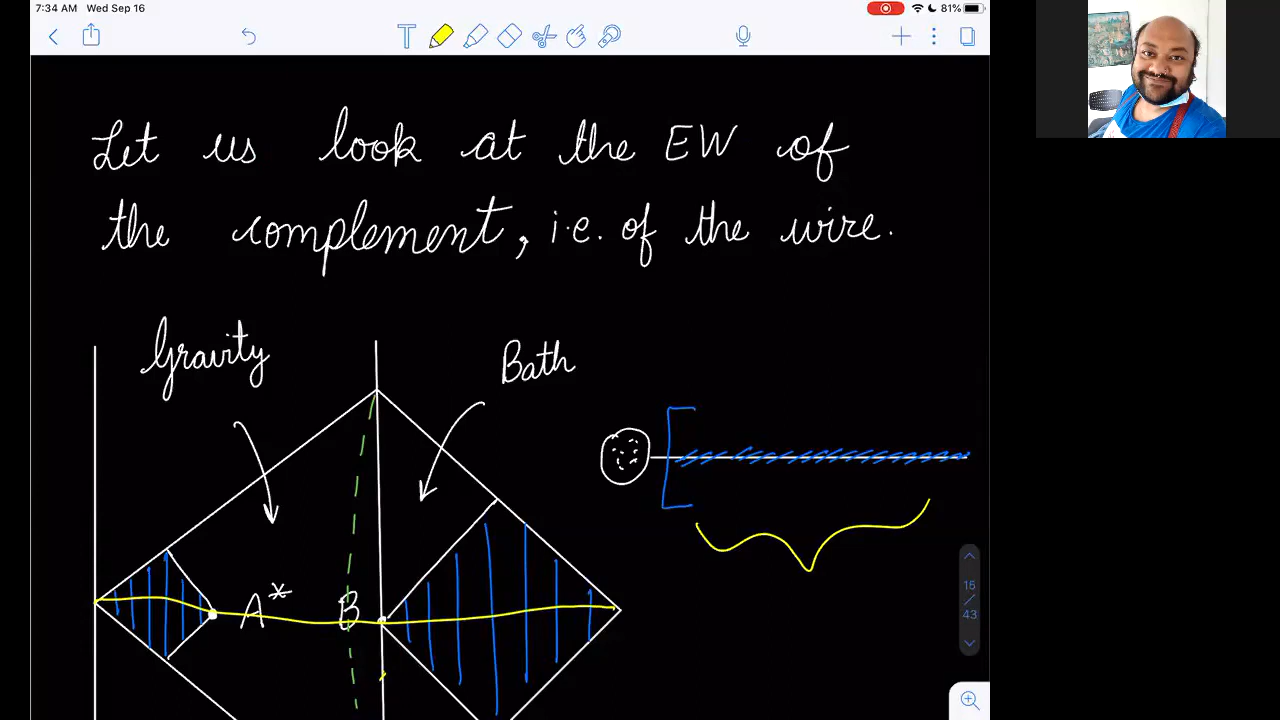 7:34 AM Wed Sep 16
81%
T
Let us look at the EW of
the complement, i.e. of the wire.
Gravity
Bath
A*
B
16
/
43